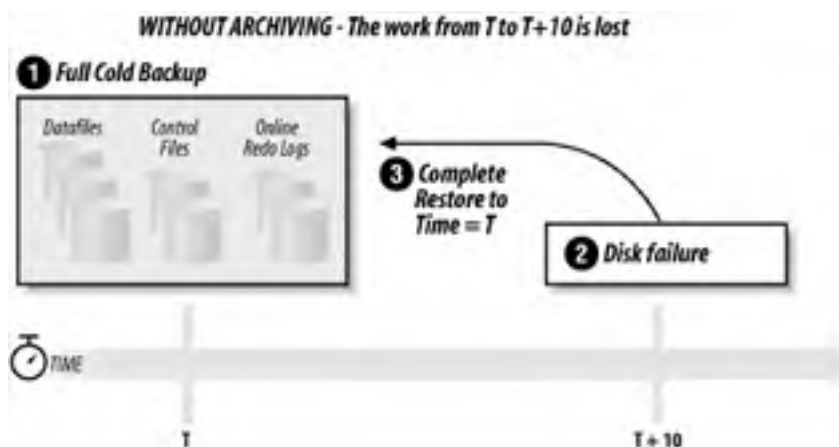 WITHOUT ARCHIVING - The work from T to T+10 is lost
1 Full Cold Backup
Datafiles
Control
Files
Online
Redo Logs
3 Complete
Restore to
Time = T
2 Disk failure
TIME
T
T + 10